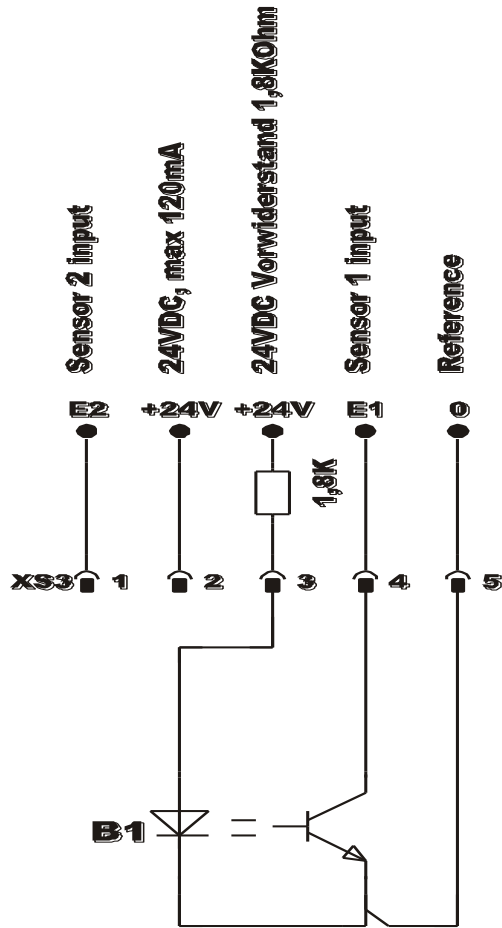 Sensor 2 input
24VDC, max 120mA
24VDC Vorwiderstand 1,8KOhm
Sensor 1 input
Reference
E2 +24V +24V E1 0
1,8K
XS3 1 2 3 4 5
B1